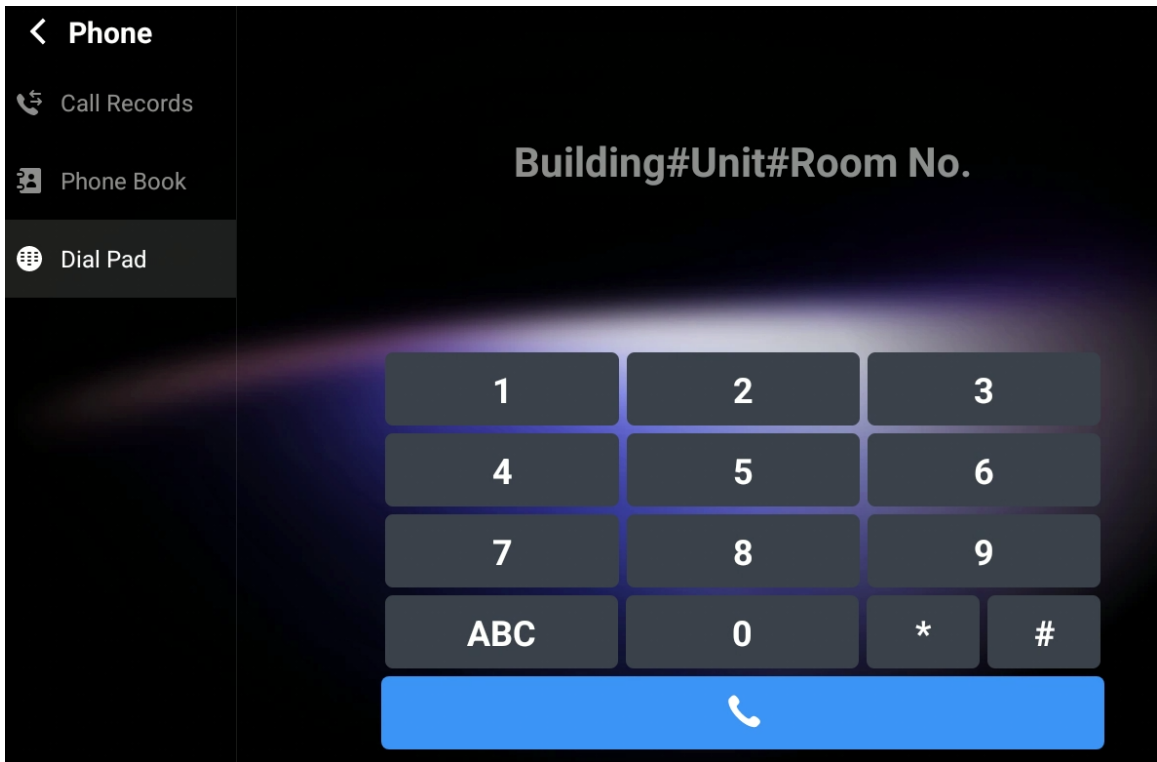 Phone
Call Records
Phone Book
Dial Pad
Building#Unit#Room No.
1 2 3
4 5 6
7 8 9
ABC 0 * #